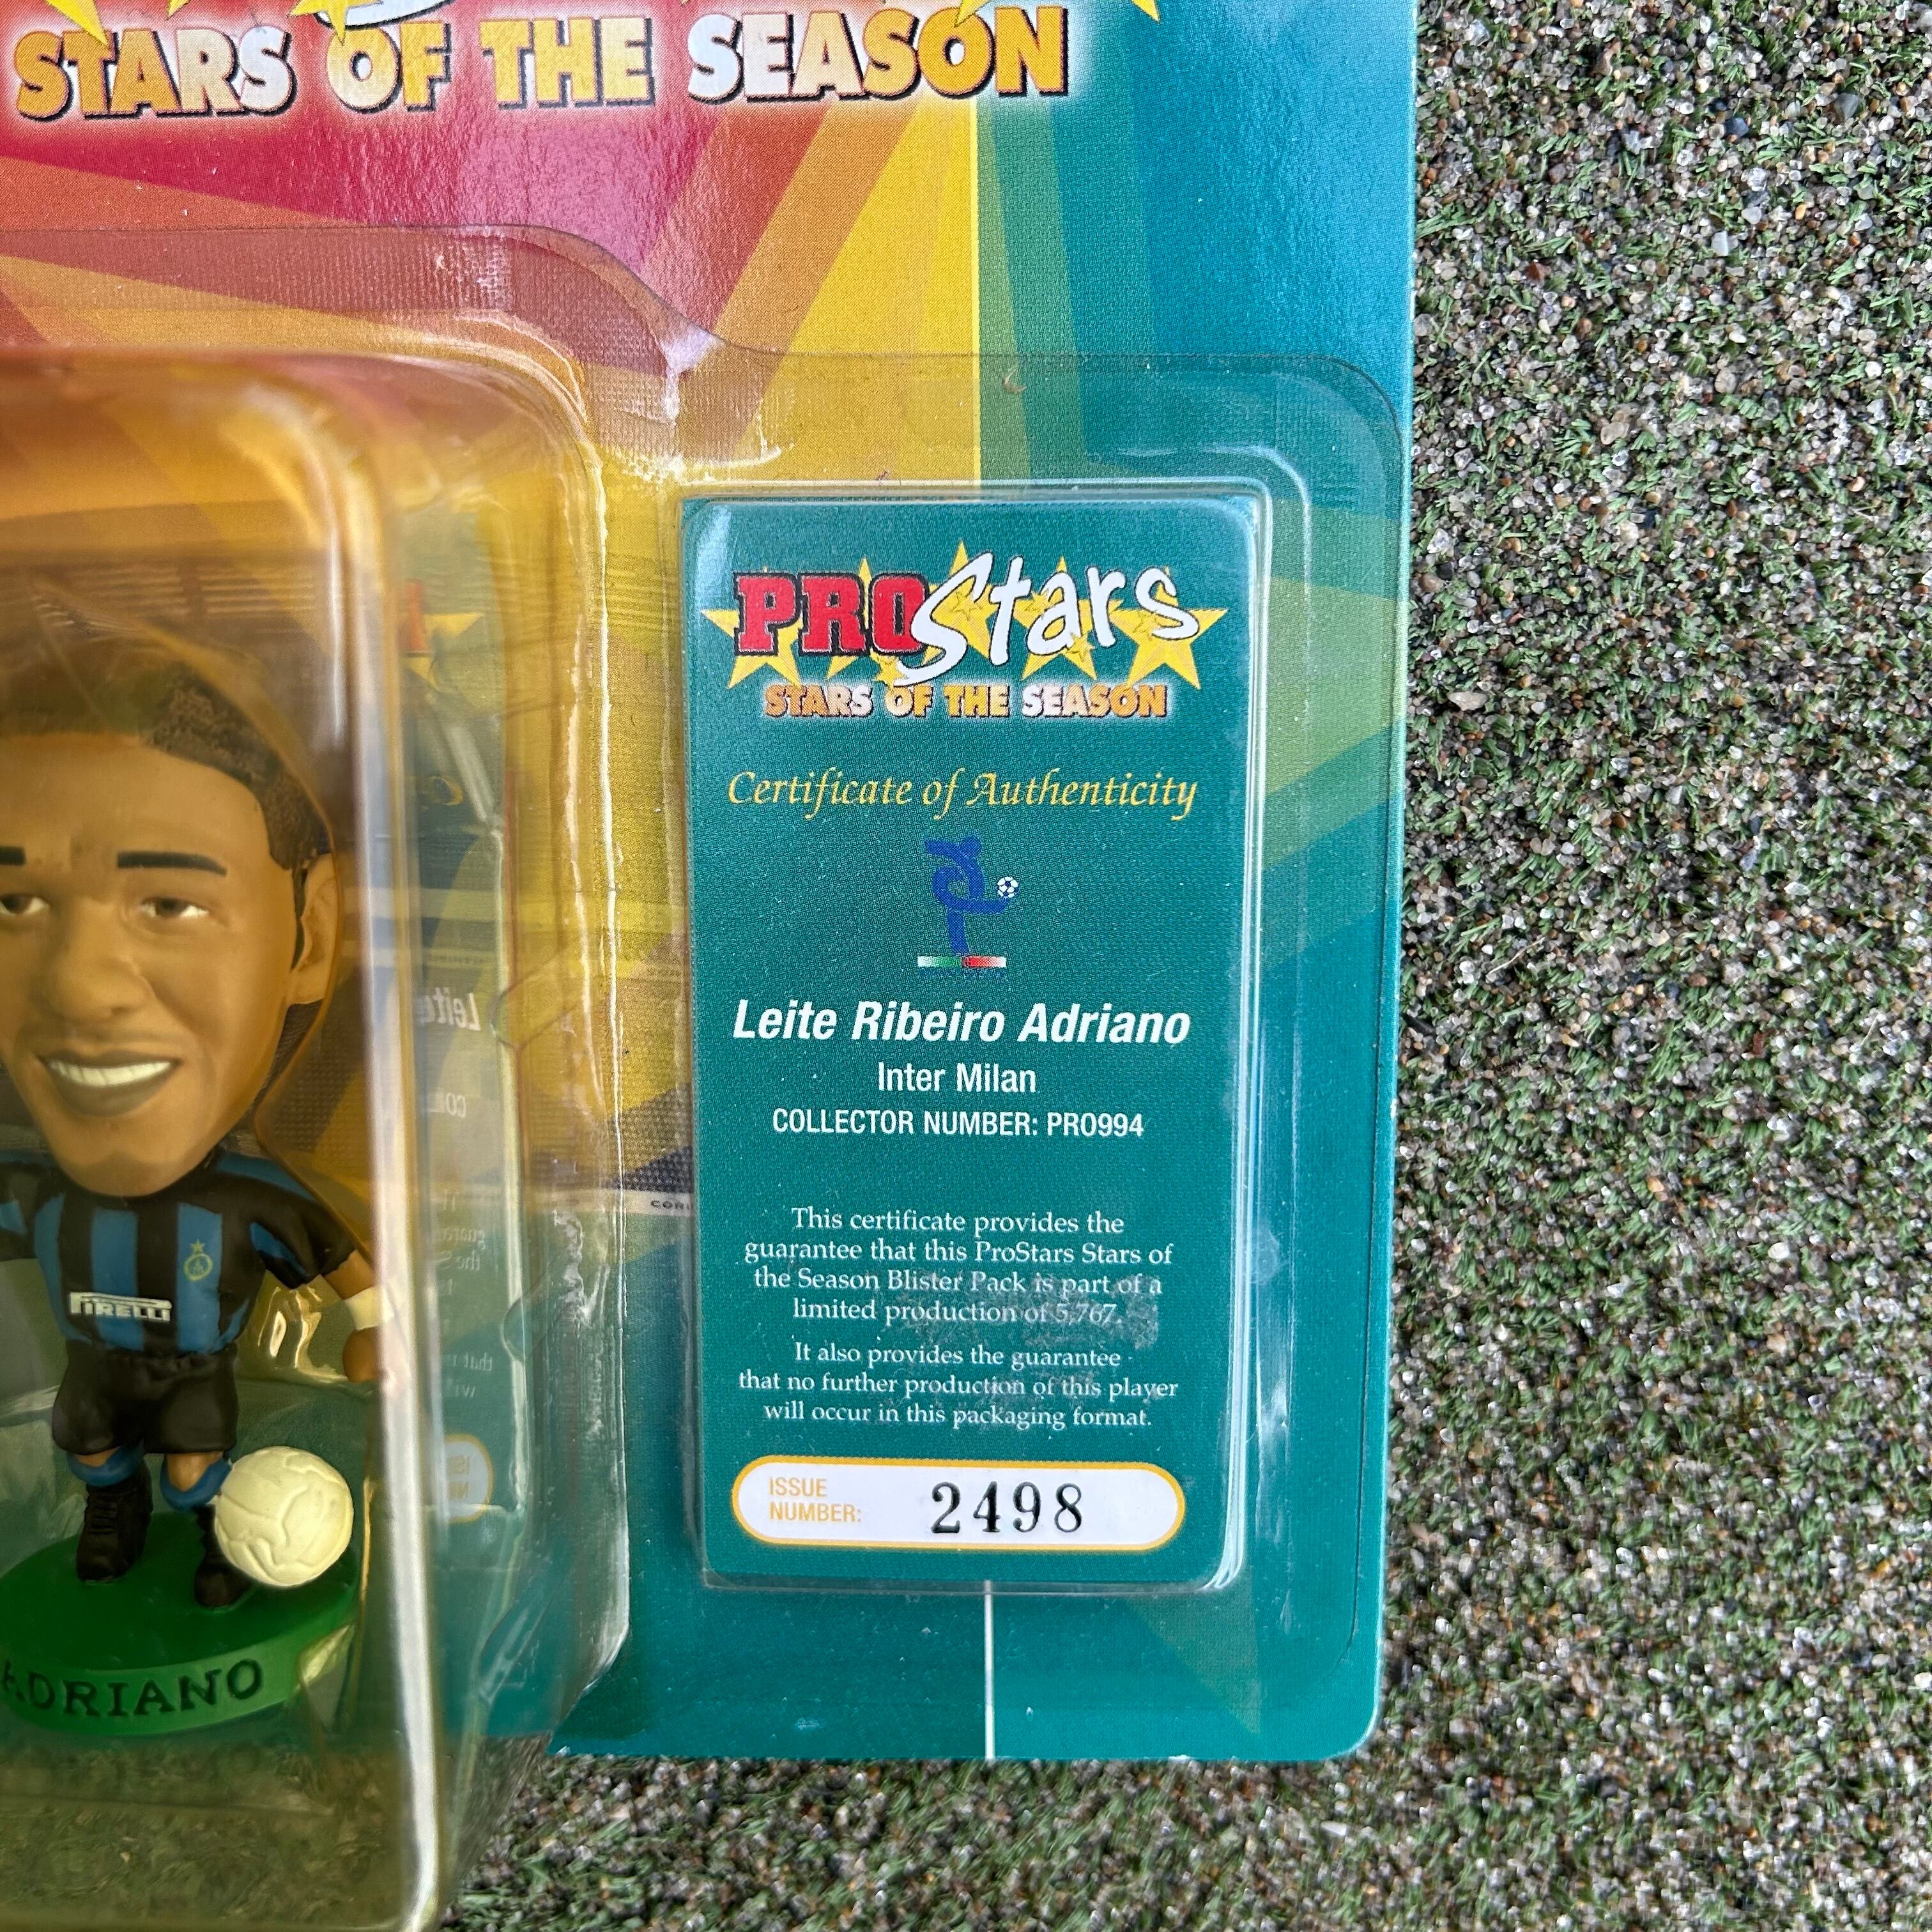 STARS OF THE SEASON
PROStars
STARS OF THE SEASON
Certificate of Authenticity
Leite Ribeiro Adriano
Inter Milan
COLLECTOR NUMBER: PRO994
This certificate provides the
guarantee that this ProStars Stars of
the Season Blister Pack is part of a
limited production of 5,767.
It also provides the guarantee
that no further production of this player
will occur in this packaging format.
ISSUE
NUMBER: 2498
PIRELLI
ADRIANO